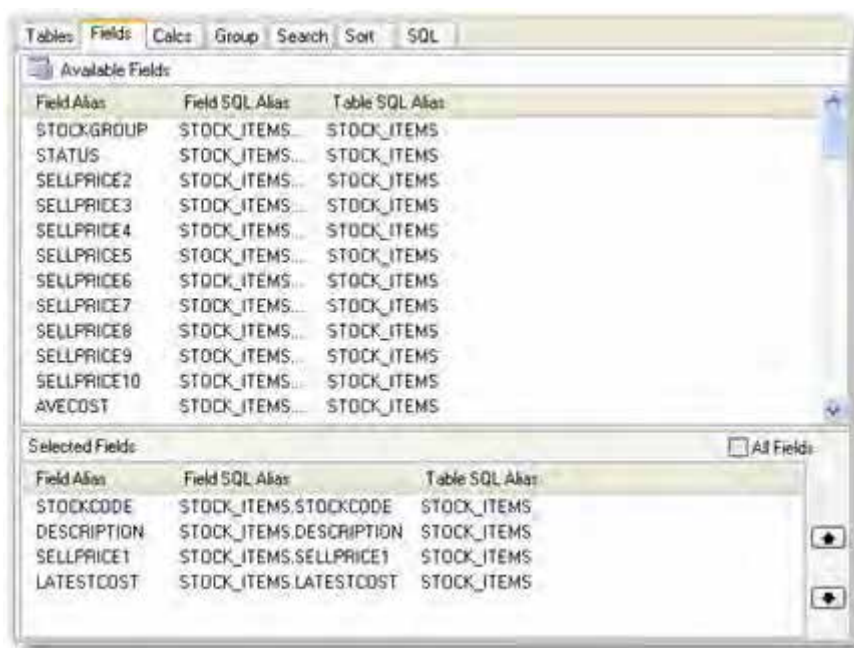 Tables Fields Calcs Group Search Sort SQL
Available Fields
Field Alias Field SQL Alias Table SQL Alias
STOCKGROUP STOCK_ITEMS... STOCK_ITEMS
STATUS STOCK_ITEMS... STOCK_ITEMS
SELLPRICE2 STOCK_ITEMS... STOCK_ITEMS
SELLPRICE3 STOCK_ITEMS... STOCK_ITEMS
SELLPRICE4 STOCK_ITEMS... STOCK_ITEMS
SELLPRICE5 STOCK_ITEMS... STOCK_ITEMS
SELLPRICE6 STOCK_ITEMS... STOCK_ITEMS
SELLPRICE7 STOCK_ITEMS... STOCK_ITEMS
SELLPRICE8 STOCK_ITEMS... STOCK_ITEMS
SELLPRICE9 STOCK_ITEMS... STOCK_ITEMS
SELLPRICE10 STOCK_ITEMS... STOCK_ITEMS
AVECOST STOCK_ITEMS... STOCK_ITEMS
Selected Fields All Fields
Field Alias Field SQL Alias Table SQL Alias
STOCKCODE STOCK_ITEMS.STOCKCODE STOCK_ITEMS
DESCRIPTION STOCK_ITEMS.DESCRIPTION STOCK_ITEMS
SELLPRICE1 STOCK_ITEMS.SELLPRICE1 STOCK_ITEMS
LATESTCOST STOCK_ITEMS.LATESTCOST STOCK_ITEMS